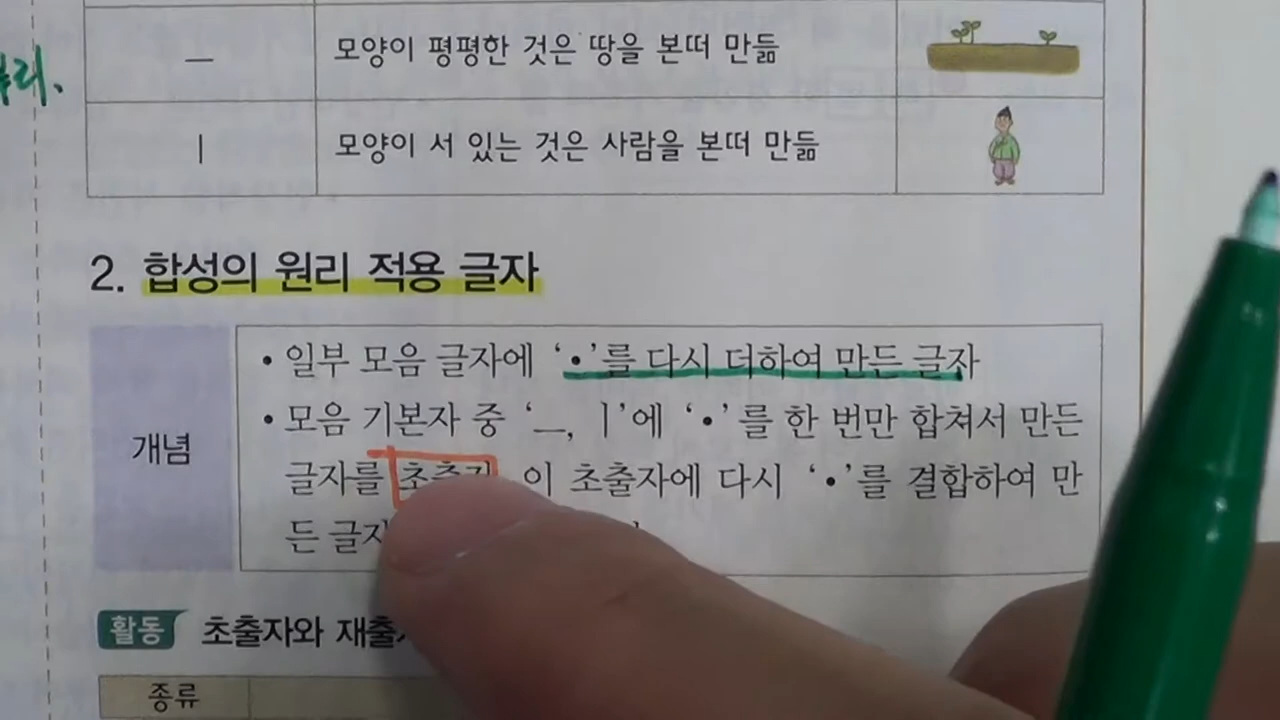 ㅡ 모양이 평평한 것은 땅을 본떠 만듦
ㅣ 모양이 서 있는 것은 사람을 본떠 만듦
2. 합성의 원리 적용 글자
개념
• 일부 모음 글자에 ‘•’를 다시 더하여 만든 글자
• 모음 기본자 중 ‘ㅡ, ㅣ’에 ‘•’를 한 번만 합쳐서 만든
글자를 초출자 이 초출자에 다시 ‘•’를 결합하여 만
든 글자
활동 초출자와
종류